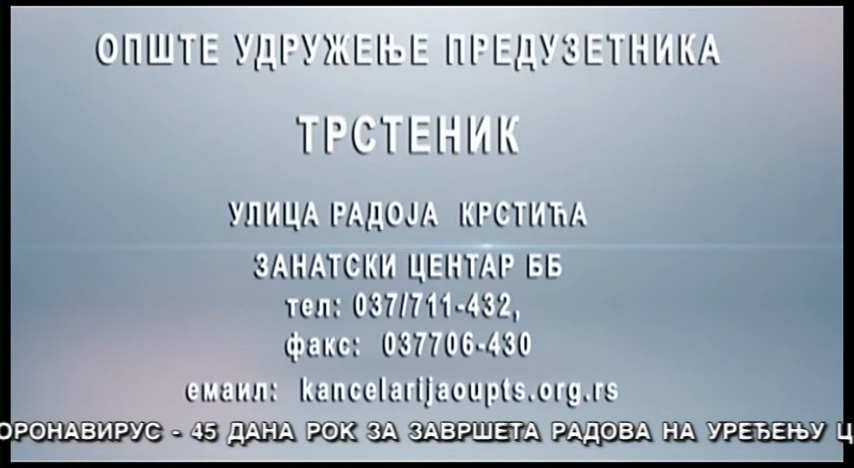 ОПШТЕ УДРУЖЕЊЕ ПРЕДУЗЕТНИКА
ТРСТЕНИК
УЛИЦА РАДОЈА КРСТИЋА
ЗАНАТСКИ ЦЕНТАР ББ
тел: 037/711-432,
факс: 037706-430
емаил: kancelarijaoupts.org.rs
ОРОНАВИРУС - 45 ДАНА РОК ЗА ЗАВРШЕТА РАДОВА НА УРЕЂЕЊУ Ц